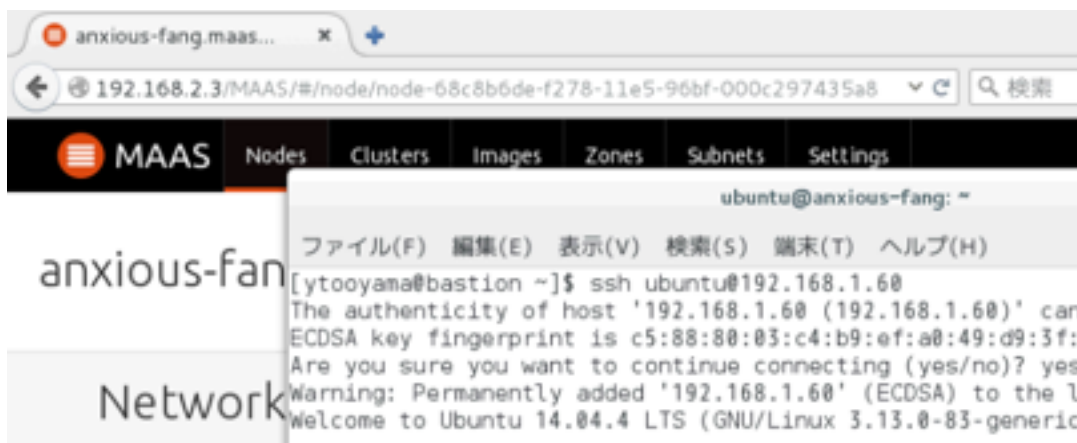 anxious-fang.maas...
192.168.2.3/MAAS/#/node/node-68c8b6de-f278-11e5-96bf-000c297435a8
検索
MAAS Nodes Clusters Images Zones Subnets Settings
ubuntu@anxious-fang: ~
ファイル(F) 編集(E) 表示(V) 検索(S) 端末(T) ヘルプ(H)
anxious-fan
[ytooyama@bastion ~]$ ssh ubuntu@192.168.1.60
The authenticity of host '192.168.1.60 (192.168.1.60)' can
ECDSA key fingerprint is c5:88:80:03:c4:b9:ef:a0:49:d9:3f:
Are you sure you want to continue connecting (yes/no)? yes
Network
Warning: Permanently added '192.168.1.60' (ECDSA) to the l
Welcome to Ubuntu 14.04.4 LTS (GNU/Linux 3.13.0-83-generic